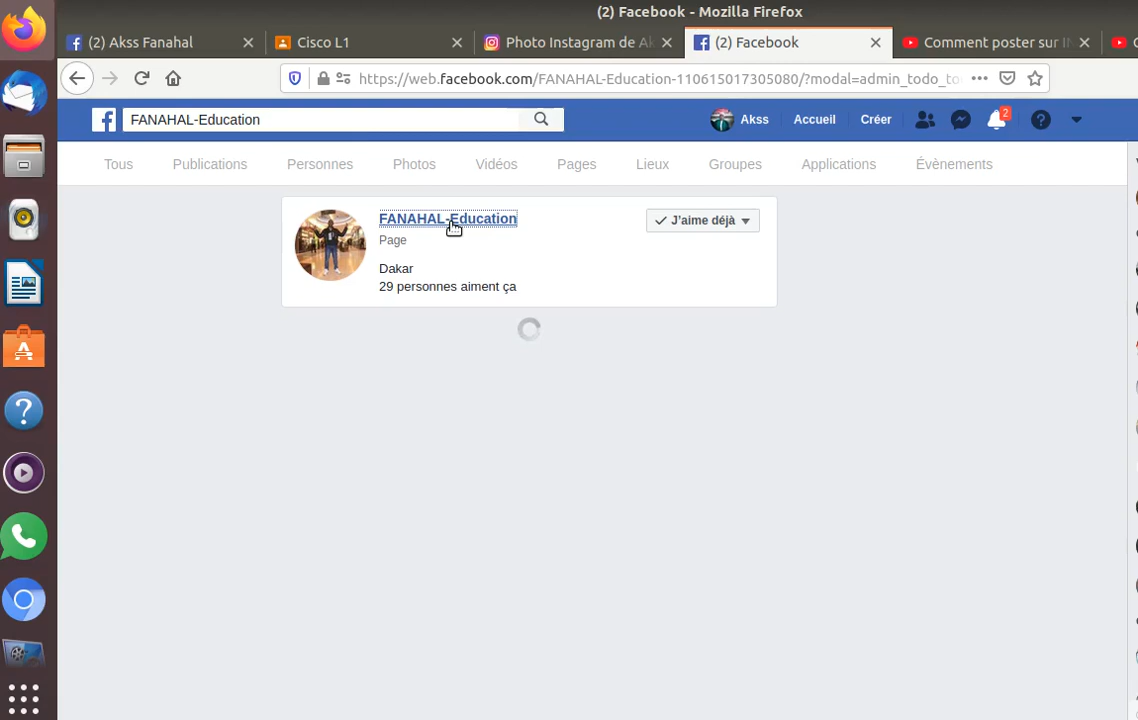 (2) Facebook - Mozilla Firefox
(2) Akss Fanahal
Cisco L1
Photo Instagram de Ak
(2) Facebook
Comment poster sur IN
https://web.facebook.com/FANAHAL-Education-110615017305080/?modal=admin_todo_to
FANAHAL-Education
Akss
Accueil
Créer
2
Tous
Publications
Personnes
Photos
Vidéos
Pages
Lieux
Groupes
Applications
Évènements
FANAHAL-Education
J'aime déjà
Page
Dakar
29 personnes aiment ça